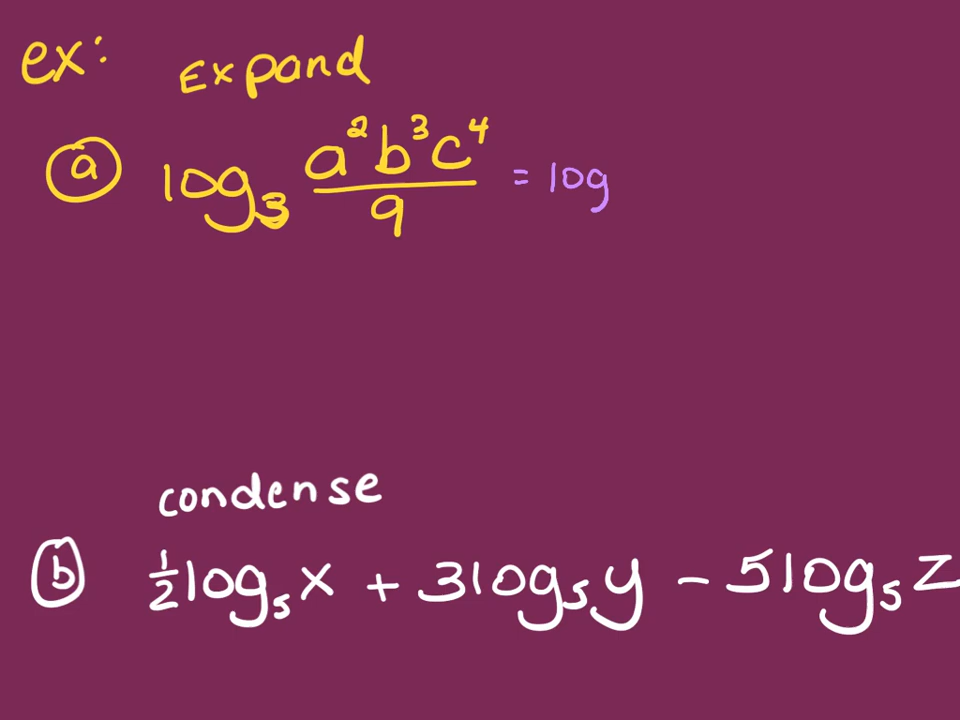 ex: Expand
(a) log₃ a²b³c⁴/9 = log
condense
(b) ½log₅x + 3log₅y − 5log₅z